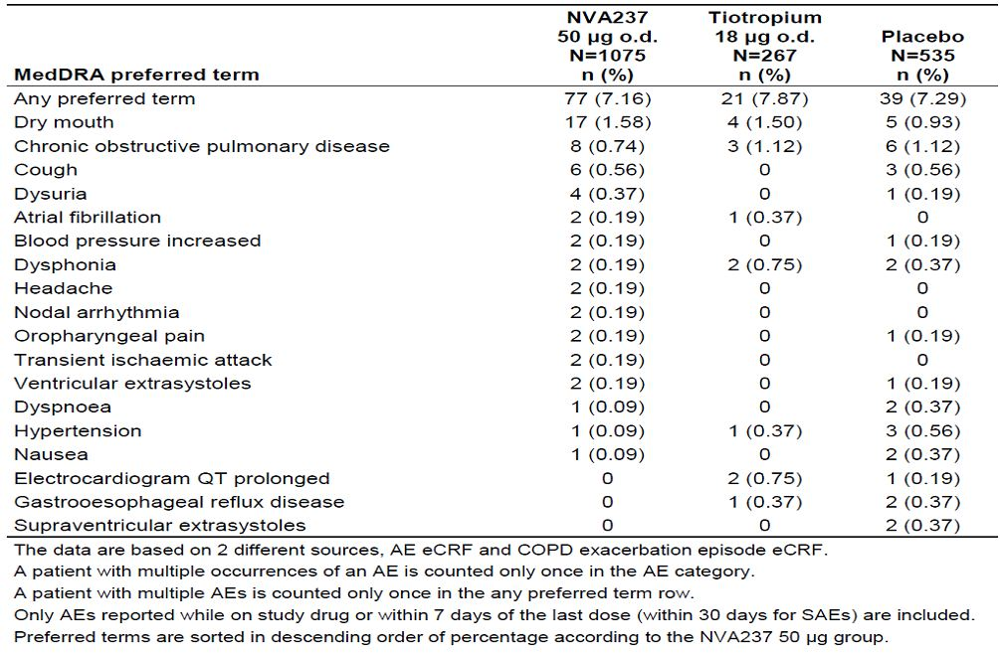 NVA237 Tiotropium
50 µg o.d. 18 µg o.d. Placebo
N=1075 N=267 N=535
MedDRA preferred term n (%) n (%) n (%)
Any preferred term 77 (7.16) 21 (7.87) 39 (7.29)
Dry mouth 17 (1.58) 4 (1.50) 5 (0.93)
Chronic obstructive pulmonary disease 8 (0.74) 3 (1.12) 6 (1.12)
Cough 6 (0.56) 0 3 (0.56)
Dysuria 4 (0.37) 0 1 (0.19)
Atrial fibrillation 2 (0.19) 1 (0.37) 0
Blood pressure increased 2 (0.19) 0 1 (0.19)
Dysphonia 2 (0.19) 2 (0.75) 2 (0.37)
Headache 2 (0.19) 0 0
Nodal arrhythmia 2 (0.19) 0 0
Oropharyngeal pain 2 (0.19) 0 1 (0.19)
Transient ischaemic attack 2 (0.19) 0 0
Ventricular extrasystoles 2 (0.19) 0 1 (0.19)
Dyspnoea 1 (0.09) 0 2 (0.37)
Hypertension 1 (0.09) 1 (0.37) 3 (0.56)
Nausea 1 (0.09) 0 2 (0.37)
Electrocardiogram QT prolonged 0 2 (0.75) 1 (0.19)
Gastrooesophageal reflux disease 0 1 (0.37) 2 (0.37)
Supraventricular extrasystoles 0 0 2 (0.37)
The data are based on 2 different sources, AE eCRF and COPD exacerbation episode eCRF.
A patient with multiple occurrences of an AE is counted only once in the AE category.
A patient with multiple AEs is counted only once in the any preferred term row.
Only AEs reported while on study drug or within 7 days of the last dose (within 30 days for SAEs) are included.
Preferred terms are sorted in descending order of percentage according to the NVA237 50 µg group.